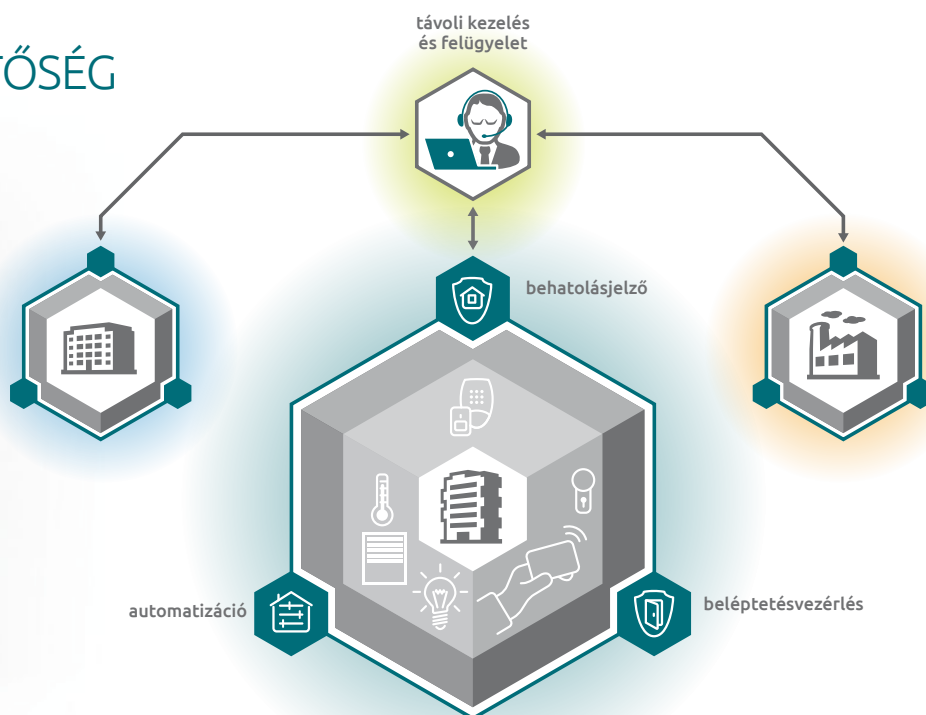 távoli kezelés
és felügyelet
TŐSÉG
behatolásjelző
automatizáció
beléptetésvezérlés